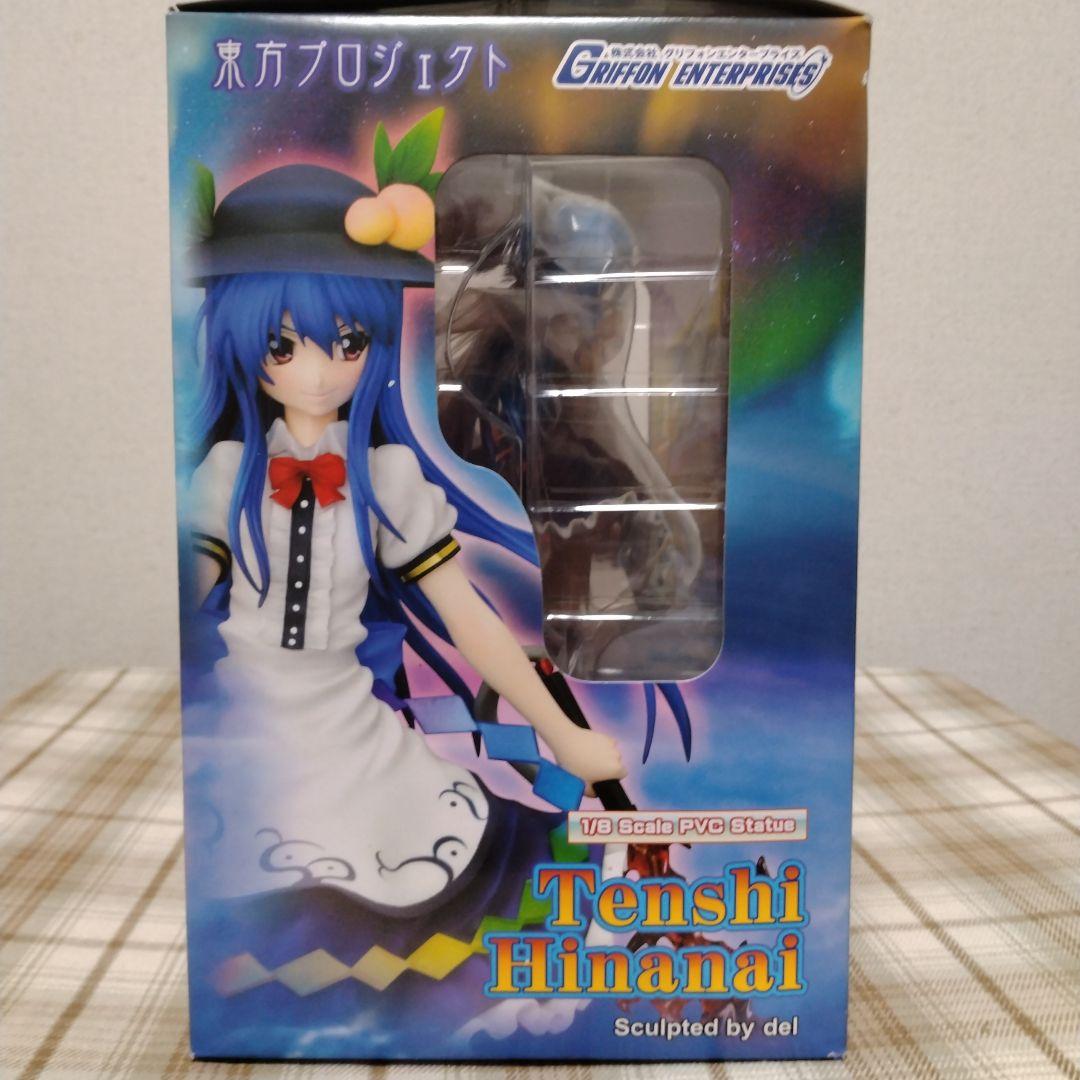 東方プロジェクト
株式会社 グリフォンエンタープライズ
GRIFFON ENTERPRISES
1/8 Scale PVC Statue
Tenshi
Hinanai
Sculpted by del